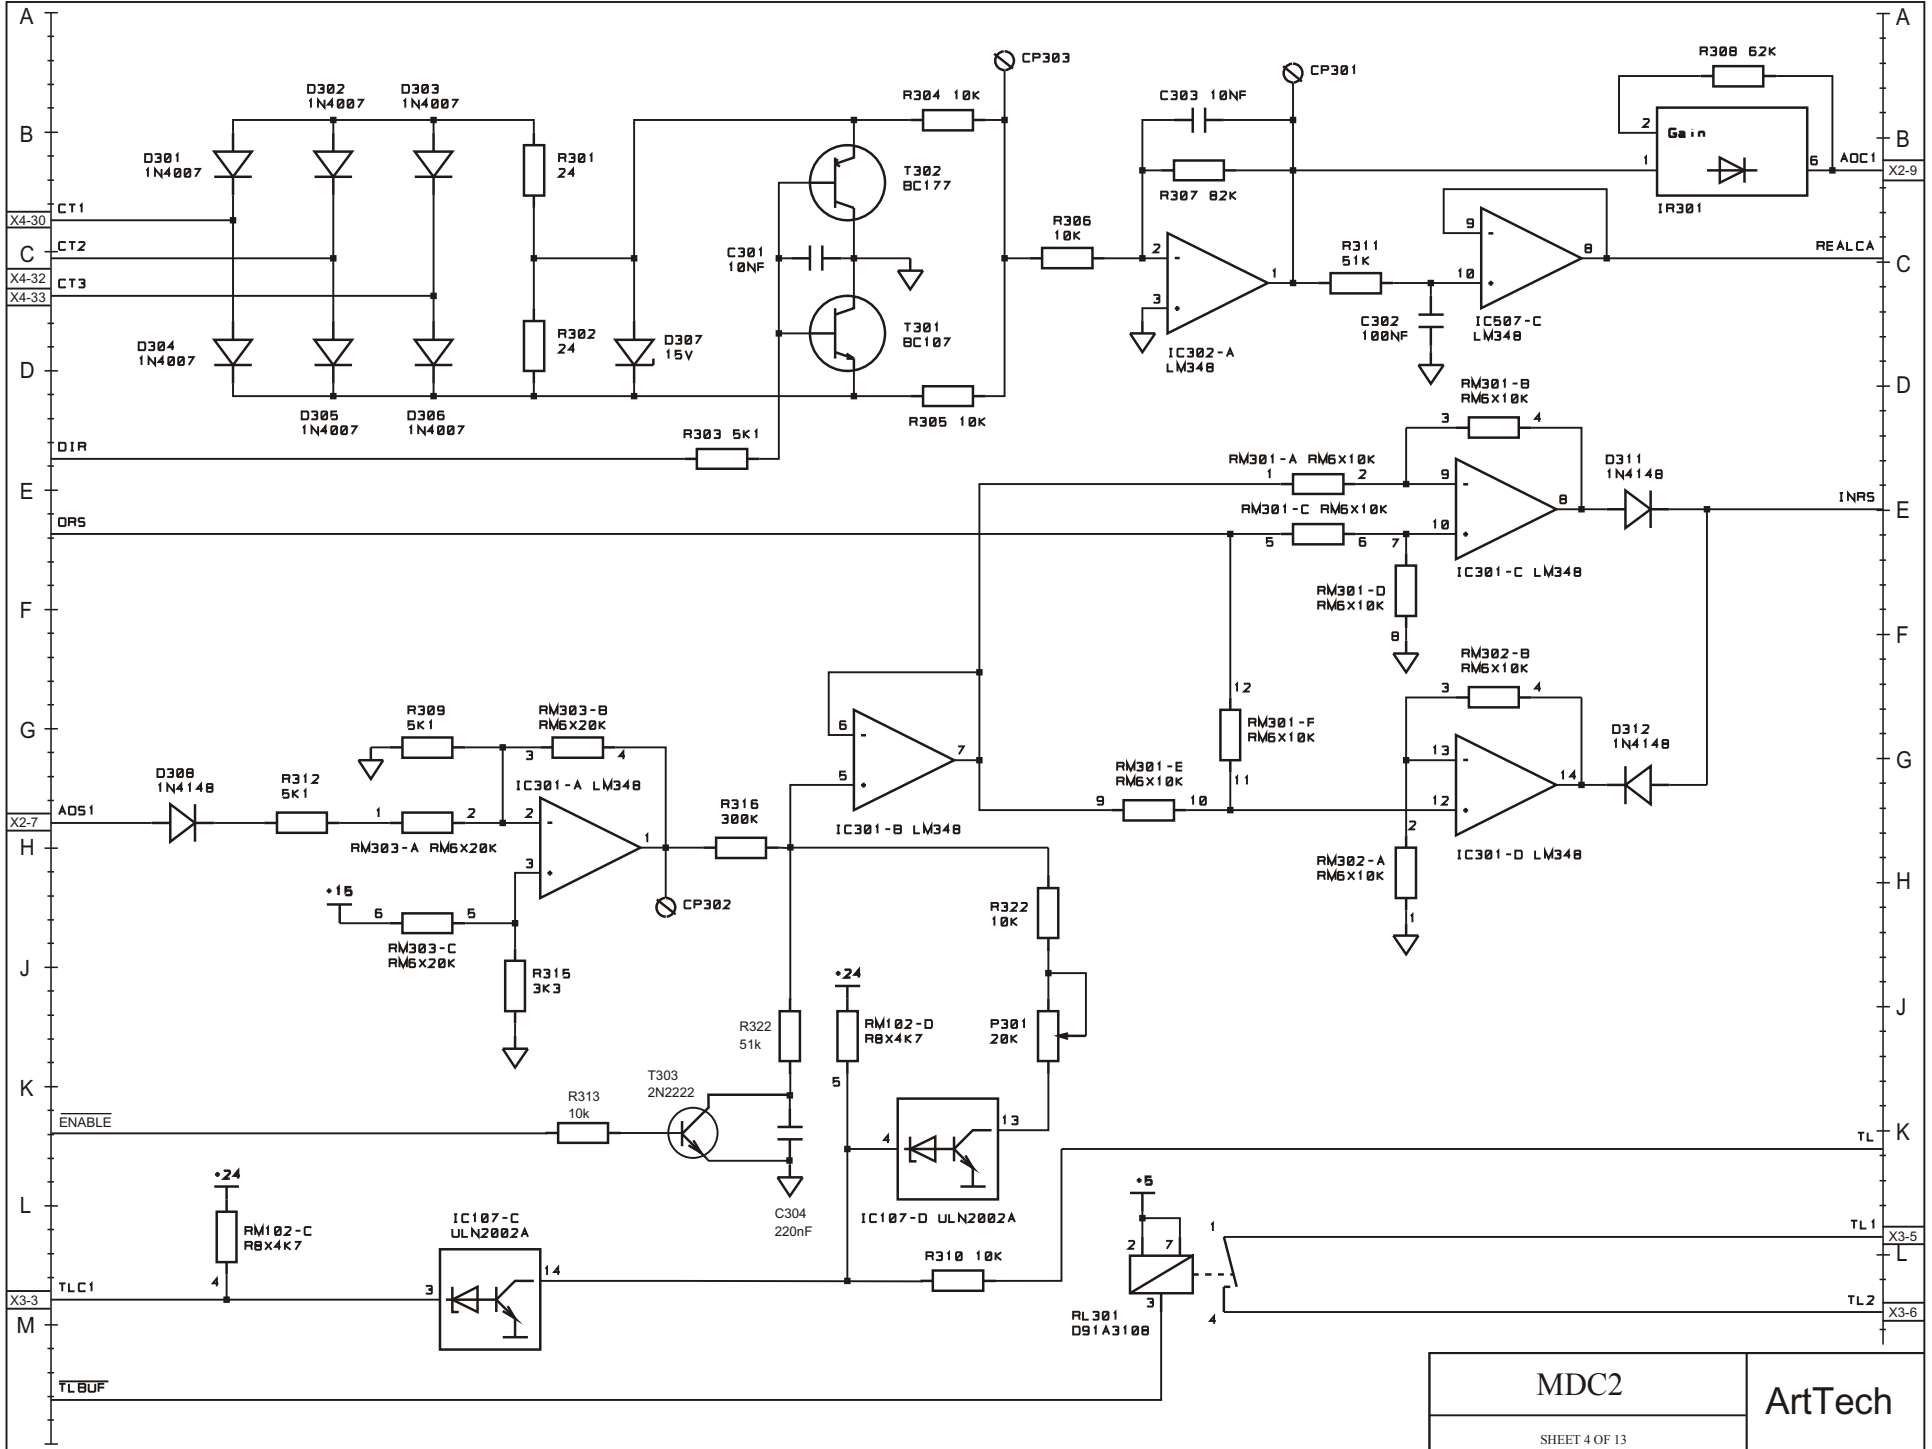 A
A
CP303
CP301
R308 62K
D302
1N4007
D303
1N4007
R304 10K
C303 10NF
B
B
2
Gain
D301
1N4007
R301
24
T302
BC177
1
6
AOC1
X2-9
R307 82K
IR301
CT1
X4-30
R306
10K
9
-
C
CT2
C301
10NF
2
-
R311
51K
8
REALCA
C
X4-32
CT3
X4-33
1
10
3
D304
1N4007
R302
24
D307
15V
T301
BC107
C302
100NF
IC507-C
LM348
IC302-A
LM348
D
RM301-B
RM6X10K
D
D305
1N4007
D306
1N4007
R305 10K
3
4
DIR
R303 5K1
RM301-A RM6X10K
1
2
9
-
D311
1N4148
E
8
INRS
E
ORS
RM301-C RM6X10K
5
6
7
10
IC301-C LM348
F
RM301-D
RM6X10K
8
F
RM302-B
RM6X10K
12
3
4
G
R309
5K1
RM303-B
RM6X20K
6
-
RM301-F
RM6X10K
D312
1N4148
3
4
7
13
-
G
D308
1N4148
R312
5K1
IC301-A LM348
5
RM301-E
RM6X10K
11
14
AOS1
X2-7
1
2
2
-
R316
300K
9
10
12
IC301-B LM348
2
H
RM303-A RM6X20K
1
IC301-D LM348
3
RM302-A
RM6X10K
H
+15
6
5
CP302
R322
10K
1
RM303-C
RM6X20K
J
R315
3K3
+24
R322
51k
RM102-D
R8X4K7
P301
20K
J
K
T303
2N2222
5
R313
10k
ENABLE
13
4
K
TL
+24
+5
L
C304
220nF
IC107-D ULN2002A
RM102-C
R8X4K7
IC107-C
ULN2002A
1
TL1
X3-5
2
7
L
R310 10K
4
14
TLC1
3
X3-3
3
TL2
X3-6
M
RL301
D91A3108
4
TLBUF
MDC2
ArtTech
SHEET 4 OF 13